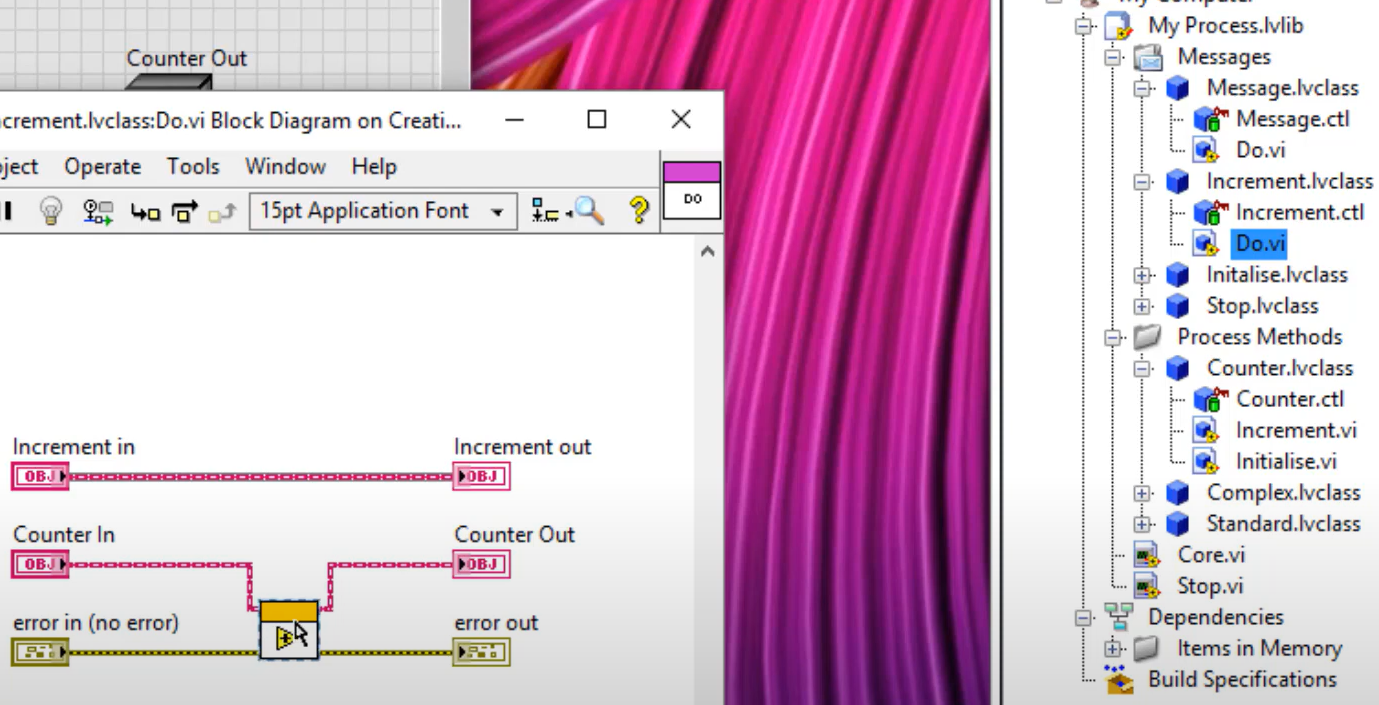 Counter Out
crement.lvclass:Do.vi Block Diagram on Creati...
ject Operate Tools Window Help
15pt Application Font
DO
Increment in
Increment out
OBJ
OBJ
Counter In
Counter Out
OBJ
OBJ
error in (no error)
error out
My Computer
My Process.lvlib
Messages
Message.lvclass
Message.ctl
Do.vi
Increment.lvclass
Increment.ctl
Do.vi
Initalise.lvclass
Stop.lvclass
Process Methods
Counter.lvclass
Counter.ctl
Increment.vi
Initialise.vi
Complex.lvclass
Standard.lvclass
Core.vi
Stop.vi
Dependencies
Items in Memory
Build Specifications